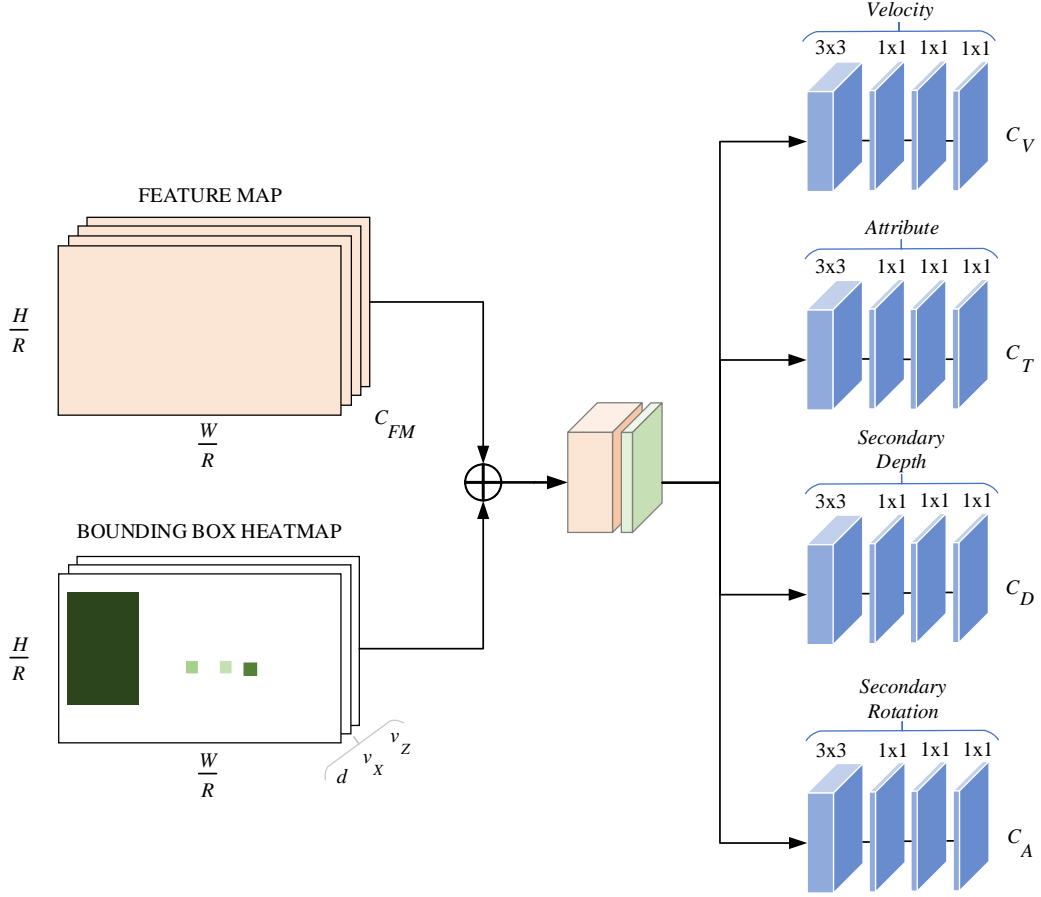 FEATURE MAP
H
R
W
R
C_FM
BOUNDING BOX HEATMAP
H
R
W
R
d
v_X
v_Z
Velocity
3x3 1x1 1x1 1x1
C_V
Attribute
3x3 1x1 1x1 1x1
C_T
Secondary
Depth
3x3 1x1 1x1 1x1
C_D
Secondary
Rotation
3x3 1x1 1x1 1x1
C_A